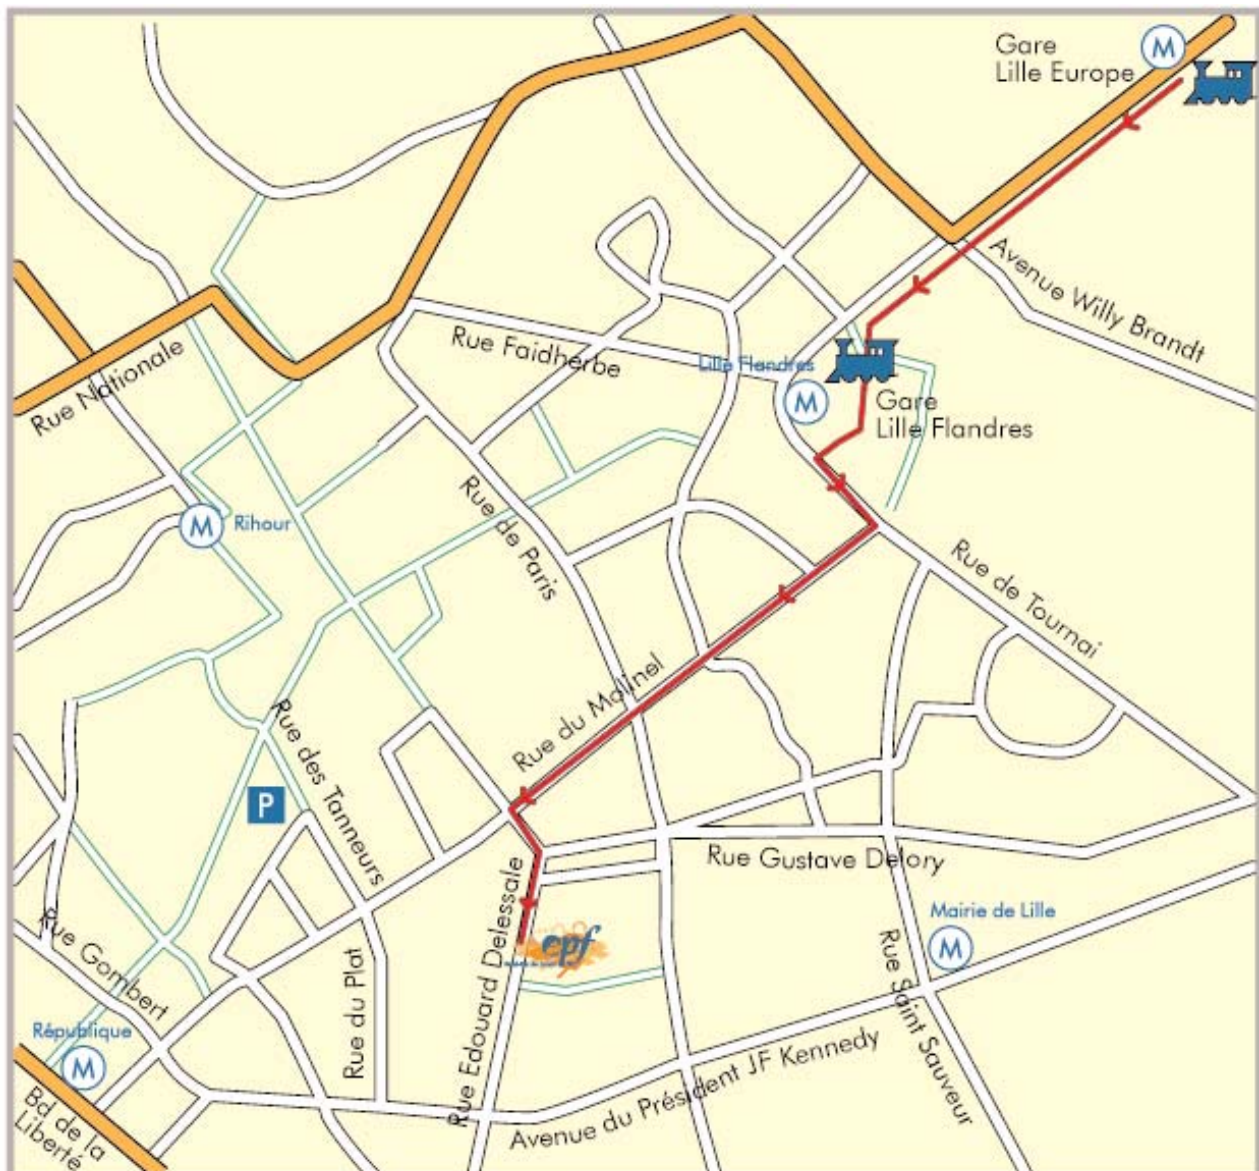 Gare
Lille Europe
M
Avenue Willy Brandt
Rue Faidherbe
Lille Flandres
M
Gare
Lille Flandres
Rue Nationale
M
Rihour
Rue de Paris
Rue de Tournai
Rue du Molinel
Rue des Tanneurs
P
Rue Gustave Delory
Mairie de Lille
M
Rue Gombert
Rue du Plat
Rue Edouard Delessale
epf
Rue Saint Sauveur
République
M
Avenue du Président JF Kennedy
Bd de la
Liberté